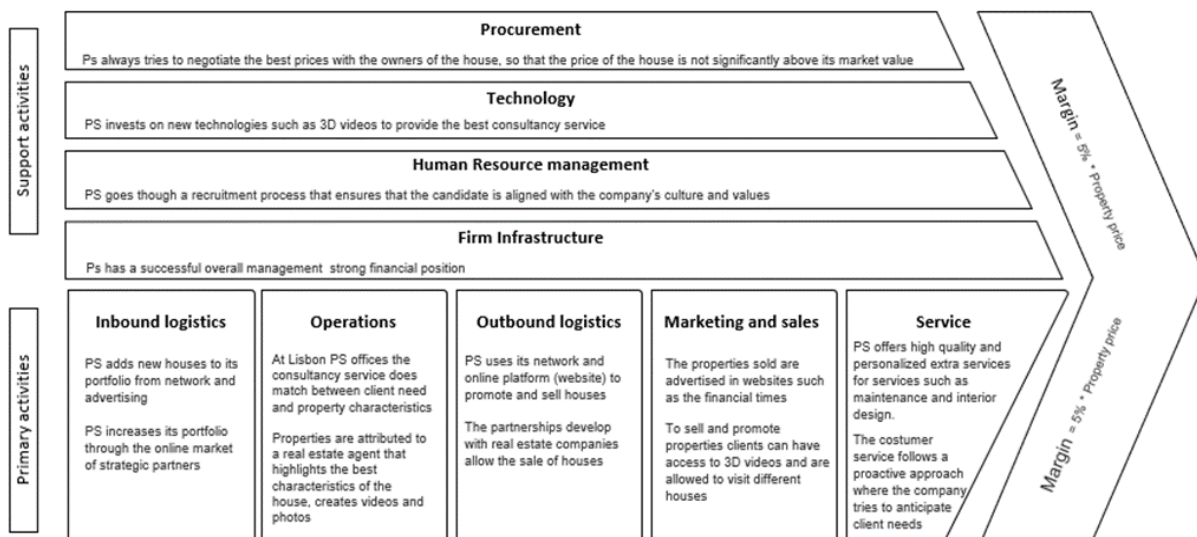 Support activities
Procurement
Ps always tries to negotiate the best prices with the owners of the house, so that the price of the house is not significantly above its market value
Technology
PS invests on new technologies such as 3D videos to provide the best consultancy service
Human Resource management
PS goes though a recruitment process that ensures that the candidate is aligned with the company's culture and values
Firm Infrastructure
Ps has a successful overall management strong financial position
Margin = 5% * Property price
Primary activities
Inbound logistics
PS adds new houses to its
portfolio from network and
advertising
PS increases its portfolio
through the online market
of strategic partners
Operations
At Lisbon PS offices the
consultancy service does
match between client need
and property characteristics
Properties are attributed to
a real estate agent that
highlights the best
characteristics of the
house, creates videos and
photos
Outbound logistics
PS uses its network and
online platform (website) to
promote and sell houses
The partnerships develop
with real estate companies
allow the sale of houses
Marketing and sales
The properties sold are
advertised in websites such
as the financial times
To sell and promote
properties clients can have
access to 3D videos and are
allowed to visit different
houses
Service
PS offers high quality and
personalized extra services
for services such as
maintenance and interior
design.
The costumer
service follows a
proactive approach
where the company
tries to anticipate
client needs
Margin = 5% * Property price